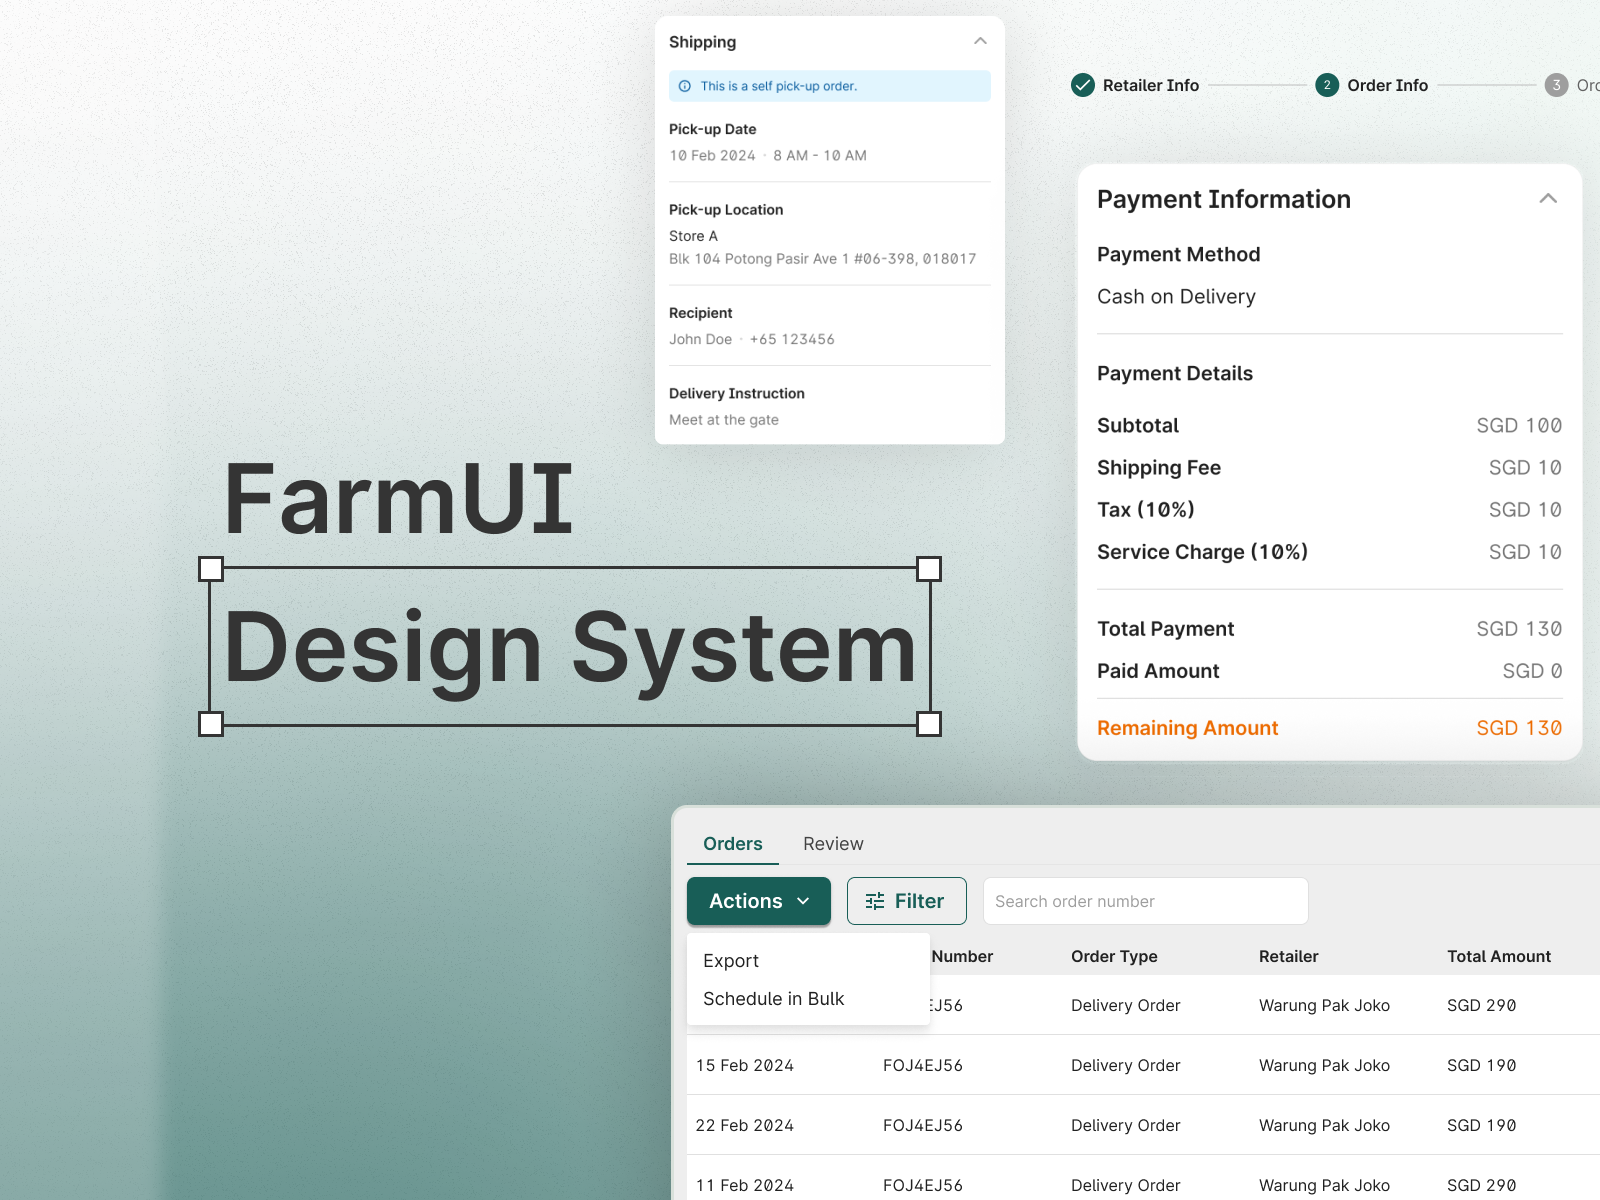 Shipping
This is a self pick-up order.
Pick-up Date
10 Feb 2024 · 8 AM - 10 AM
Pick-up Location
Store A
Blk 104 Potong Pasir Ave 1 #06-398, 018017
Recipient
John Doe · +65 123456
Delivery Instruction
Meet at the gate
Retailer Info
2 Order Info
3
Payment Information
Payment Method
Cash on Delivery
Payment Details
Subtotal SGD 100
Shipping Fee SGD 10
Tax (10%) SGD 10
Service Charge (10%) SGD 10
Total Payment SGD 130
Paid Amount SGD 0
Remaining Amount SGD 130
FarmUI
Design System
Orders Review
Actions Filter Search order number
Export
Schedule in Bulk
Number Order Type Retailer Total Amount
EJ56 Delivery Order Warung Pak Joko SGD 290
15 Feb 2024 FOJ4EJ56 Delivery Order Warung Pak Joko SGD 190
22 Feb 2024 FOJ4EJ56 Delivery Order Warung Pak Joko SGD 190
11 Feb 2024 FOJ4EJ56 Delivery Order Warung Pak Joko SGD 290